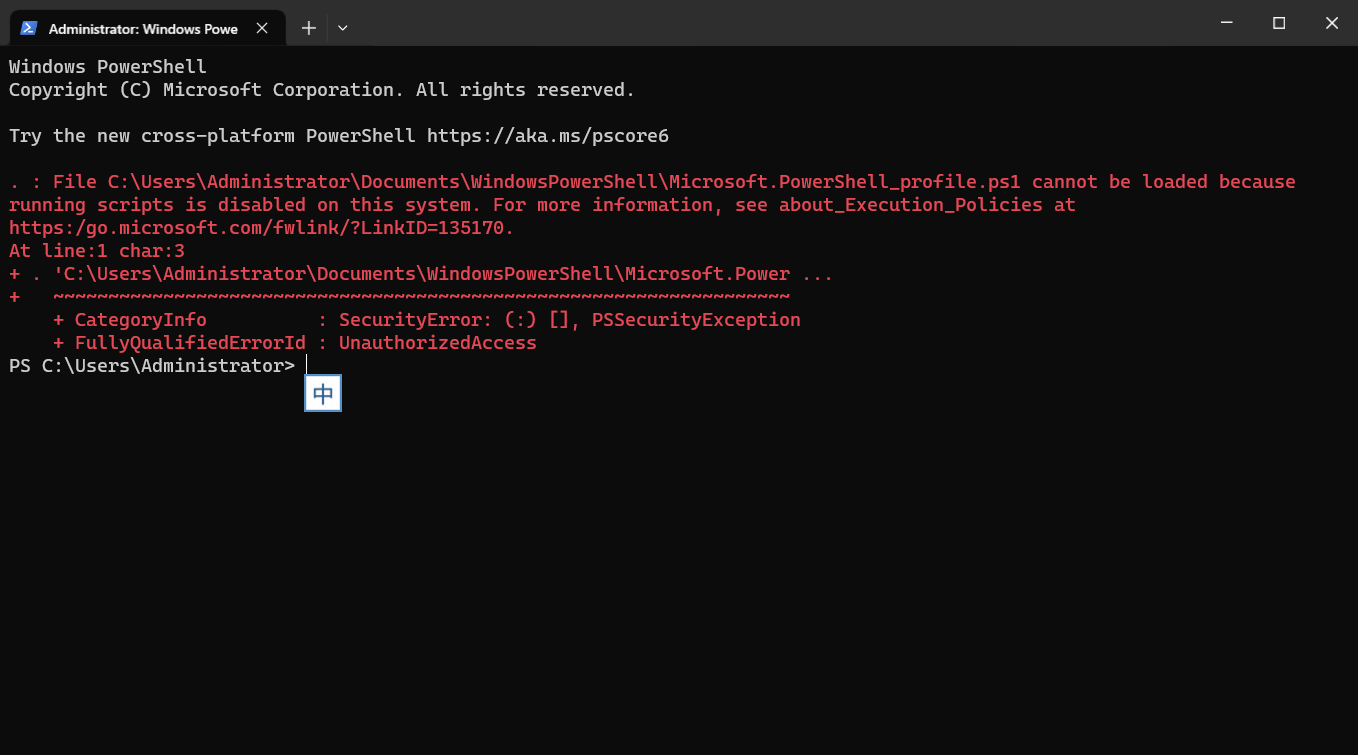 Administrator: Windows Powe
Windows PowerShell
Copyright (C) Microsoft Corporation. All rights reserved.
Try the new cross-platform PowerShell https://aka.ms/pscore6
. : File C:\Users\Administrator\Documents\WindowsPowerShell\Microsoft.PowerShell_profile.ps1 cannot be loaded because
running scripts is disabled on this system. For more information, see about_Execution_Policies at
https:/go.microsoft.com/fwlink/?LinkID=135170.
At line:1 char:3
+ . 'C:\Users\Administrator\Documents\WindowsPowerShell\Microsoft.Power ...
+   ~~~~~~~~~~~~~~~~~~~~~~~~~~~~~~~~~~~~~~~~~~~~~~~~~~~~~~~~~~~~~~~~~~~
    + CategoryInfo          : SecurityError: (:) [], PSSecurityException
    + FullyQualifiedErrorId : UnauthorizedAccess
PS C:\Users\Administrator>
中